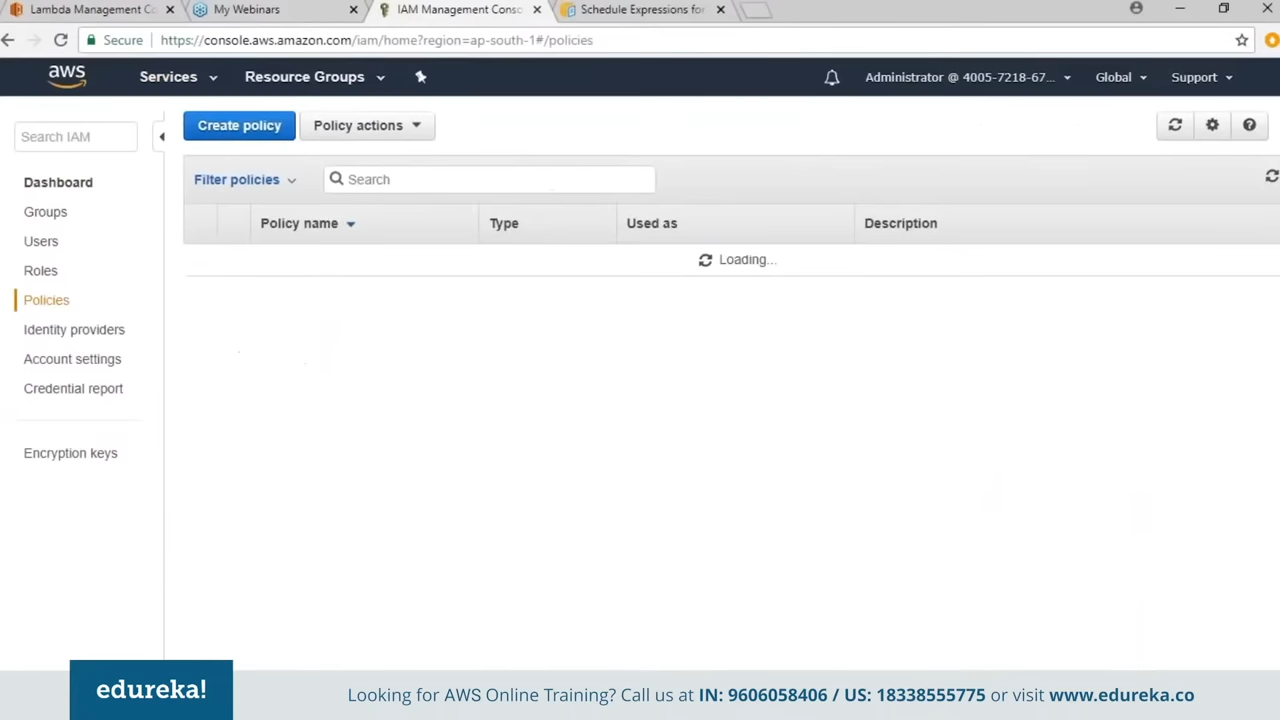 Lambda Management Co
My Webinars
IAM Management Conso
Schedule Expressions for
Secure
https://console.aws.amazon.com/iam/home?region=ap-south-1#/policies
aws
Services
Resource Groups
Administrator @ 4005-7218-67...
Global
Support
Search IAM
Create policy
Policy actions
Dashboard
Groups
Users
Roles
Policies
Identity providers
Account settings
Credential report
Encryption keys
Filter policies
Search
Policy name
Type
Used as
Description
Loading...
edureka!
Looking for AWS Online Training? Call us at IN: 9606058406 / US: 18338555775 or visit www.edureka.co